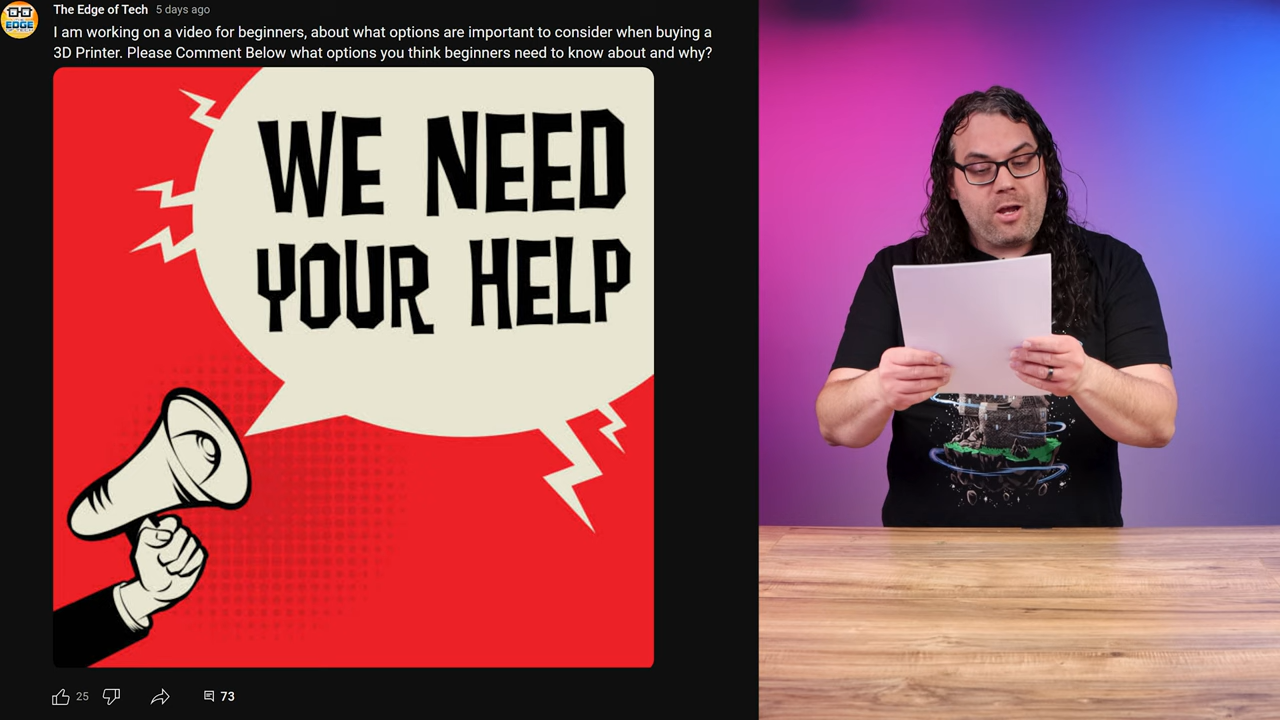 The Edge of Tech 5 days ago
EDGE
I am working on a video for beginners, about what options are important to consider when buying a
3D Printer. Please Comment Below what options you think beginners need to know about and why?
WE NEED
YOUR HELP
25 73